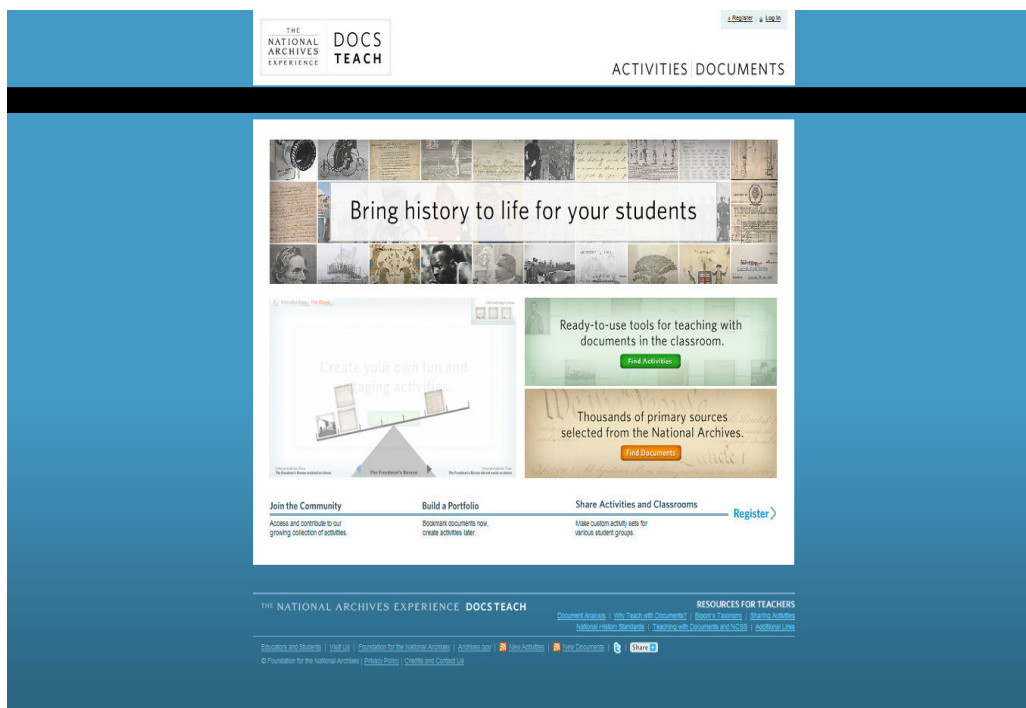 Register Log In
THE
NATIONAL
ARCHIVES
EXPERIENCE
DOCS
TEACH
ACTIVITIES | DOCUMENTS
Bring history to life for your students
Introduction
Create your own fun and
engaging activities.
The Freedmen's Bureau
Ready-to-use tools for teaching with
documents in the classroom.
Find Activities
Thousands of primary sources
selected from the National Archives.
Find Documents
Join the Community
Access and contribute to our
growing collection of activities.
Build a Portfolio
Bookmark documents now,
create activities later.
Share Activities and Classrooms
Make custom activity sets for
various student groups.
Register
THE NATIONAL ARCHIVES EXPERIENCE DOCSTEACH
RESOURCES FOR TEACHERS
Document Analysis | Why Teach with Documents? | Bloom's Taxonomy | Sharing Activities
National History Standards | Teaching with Documents and NCSS | Additional Links
Educators and Students | Visit Us | Foundation for the National Archives | Archives.gov | New Activities | New Documents | Share
© Foundation for the National Archives | Privacy Policy | Credits and Contact Us